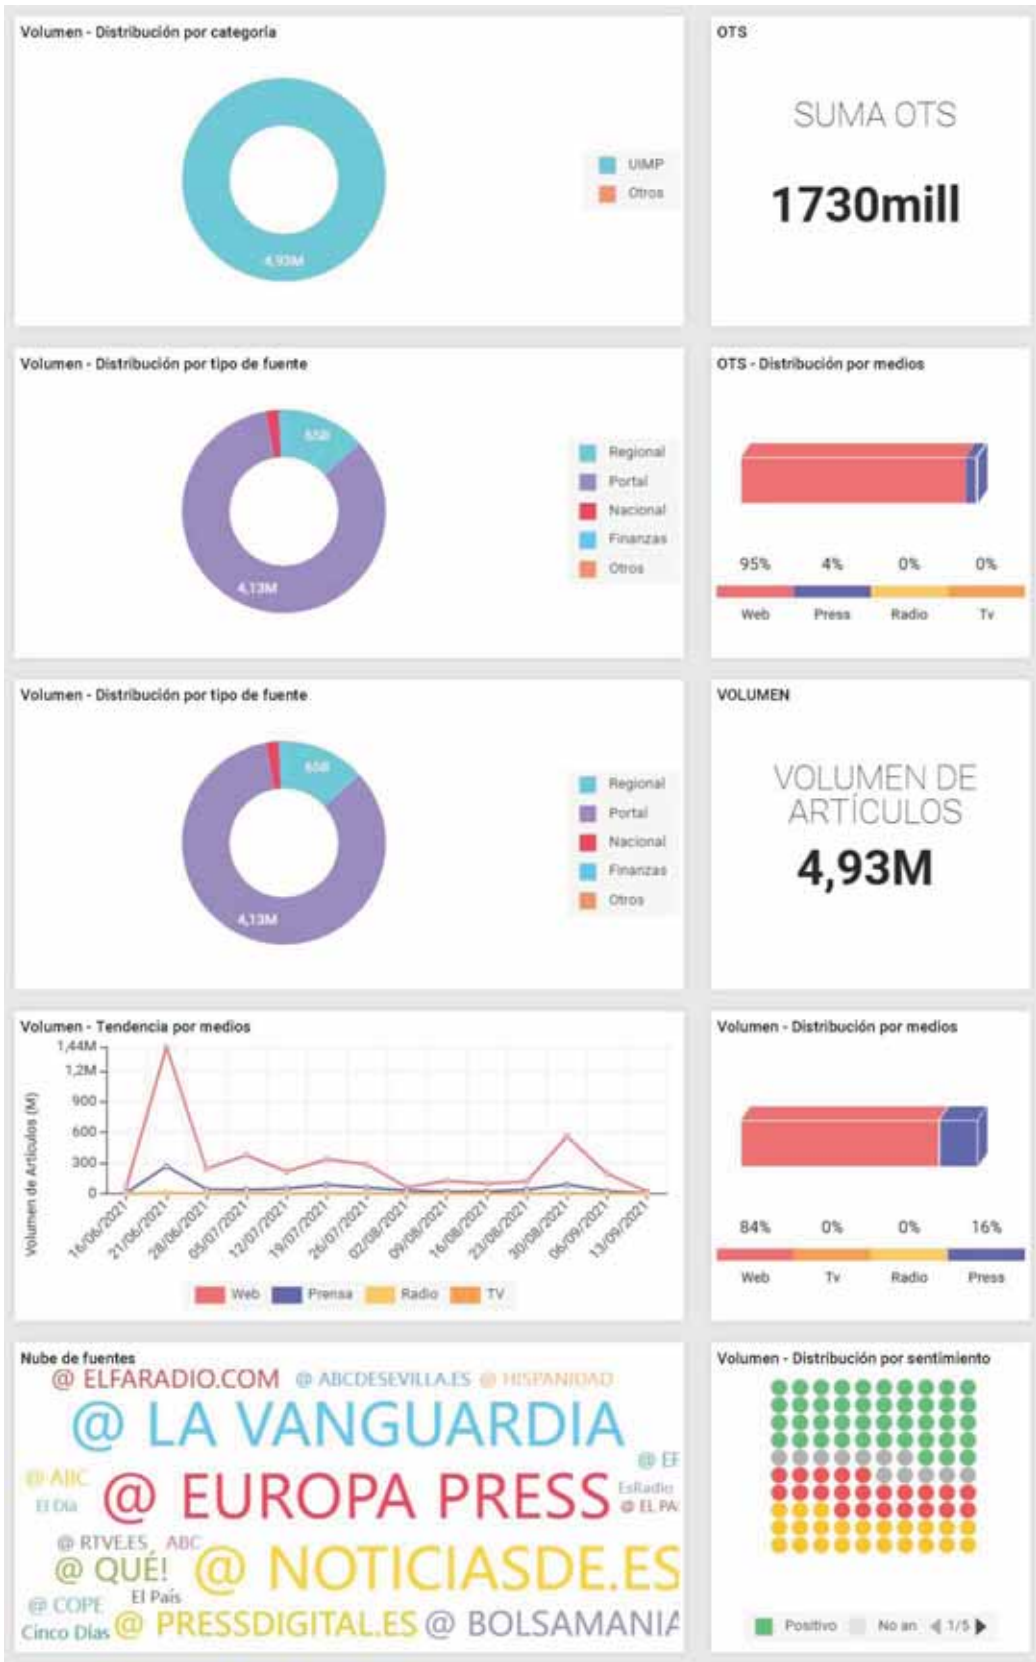 Volumen - Distribución por categoría
4,93M
UIMP
Otros
OTS
SUMA OTS
1730mill
Volumen - Distribución por tipo de fuente
650
4,13M
Regional
Portal
Nacional
Finanzas
Otros
OTS - Distribución por medios
95% 4% 0% 0%
Web Press Radio Tv
Volumen - Distribución por tipo de fuente
650
4,13M
Regional
Portal
Nacional
Finanzas
Otros
VOLUMEN
VOLUMEN DE
ARTÍCULOS
4,93M
Volumen - Tendencia por medios
Volumen de Artículos (M)
1,44M
1,2M
900
600
300
0
16/06/2021 21/06/2021 28/06/2021 05/07/2021 12/07/2021 19/07/2021 26/07/2021 02/08/2021 09/08/2021 16/08/2021 23/08/2021 30/08/2021 06/09/2021 13/09/2021
Web Prensa Radio TV
Volumen - Distribución por medios
84% 0% 0% 16%
Web Tv Radio Press
Nube de fuentes
@ ELFARADIO.COM @ ABCDESEVILLA.ES @ HISPANIDAD
@ LA VANGUARDIA
@ EF
@ ABC
@ EUROPA PRESS
EsRadio
El Día
@ EL PA
@ RTVE.ES ABC
@ QUÉ! @ NOTICIASDE.ES
El País
@ COPE
@ PRESSDIGITAL.ES @ BOLSAMANIA
Cinco Días
Volumen - Distribución por sentimiento
Positivo No an 1/5